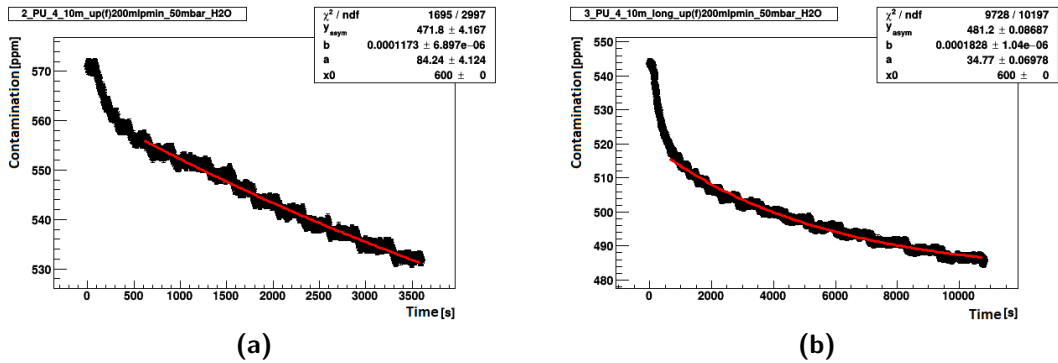 2_PU_4_10m_up(f)200mlpmin_50mbar_H2O
χ² / ndf 1695 / 2997
y_asym 471.8 ± 4.167
b 0.0001173 ± 6.897e−06
a 84.24 ± 4.124
x0 600 ± 0
Contamination[ppm]
570
560
550
540
530
0 500 1000 1500 2000 2500 3000 3500
Time[s]
(a)
3_PU_4_10m_long_up(f)200mlpmin_50mbar_H2O
χ² / ndf 9728 / 10197
y_asym 481.2 ± 0.08687
b 0.0001828 ± 1.04e−06
a 34.77 ± 0.06978
x0 600 ± 0
Contamination[ppm]
550
540
530
520
510
500
490
480
0 2000 4000 6000 8000 10000
Time[s]
(b)